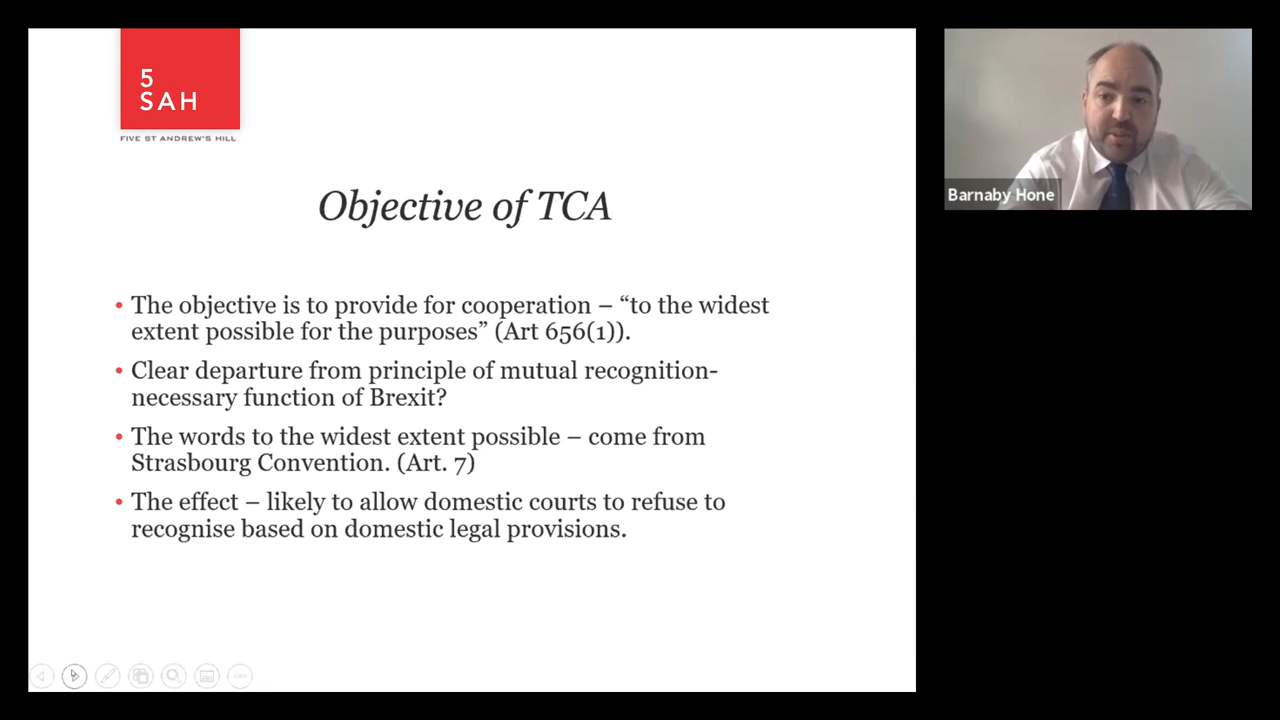 5
SAH
FIVE ST ANDREW'S HILL
Objective of TCA
• The objective is to provide for cooperation – “to the widest
extent possible for the purposes” (Art 656(1)).
• Clear departure from principle of mutual recognition-
necessary function of Brexit?
• The words to the widest extent possible – come from
Strasbourg Convention. (Art. 7)
• The effect – likely to allow domestic courts to refuse to
recognise based on domestic legal provisions.
Barnaby Hone